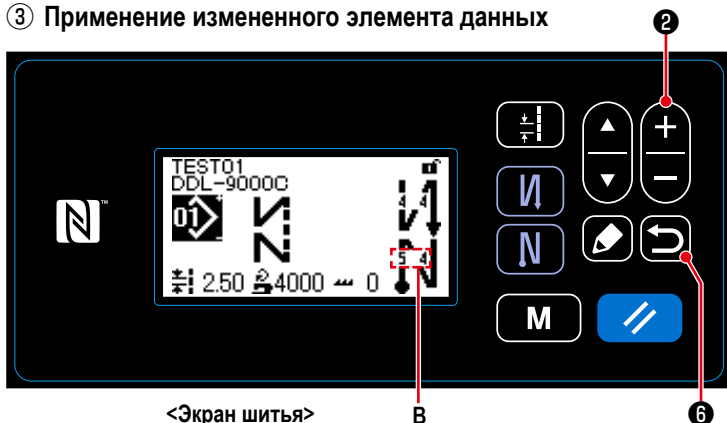 ③ Применение измененного элемента данных
❷
TEST01
DDL-9000C
01
4 4
5 4
2.50 4000 0
N™
M
<Экран шитья>
B
❻